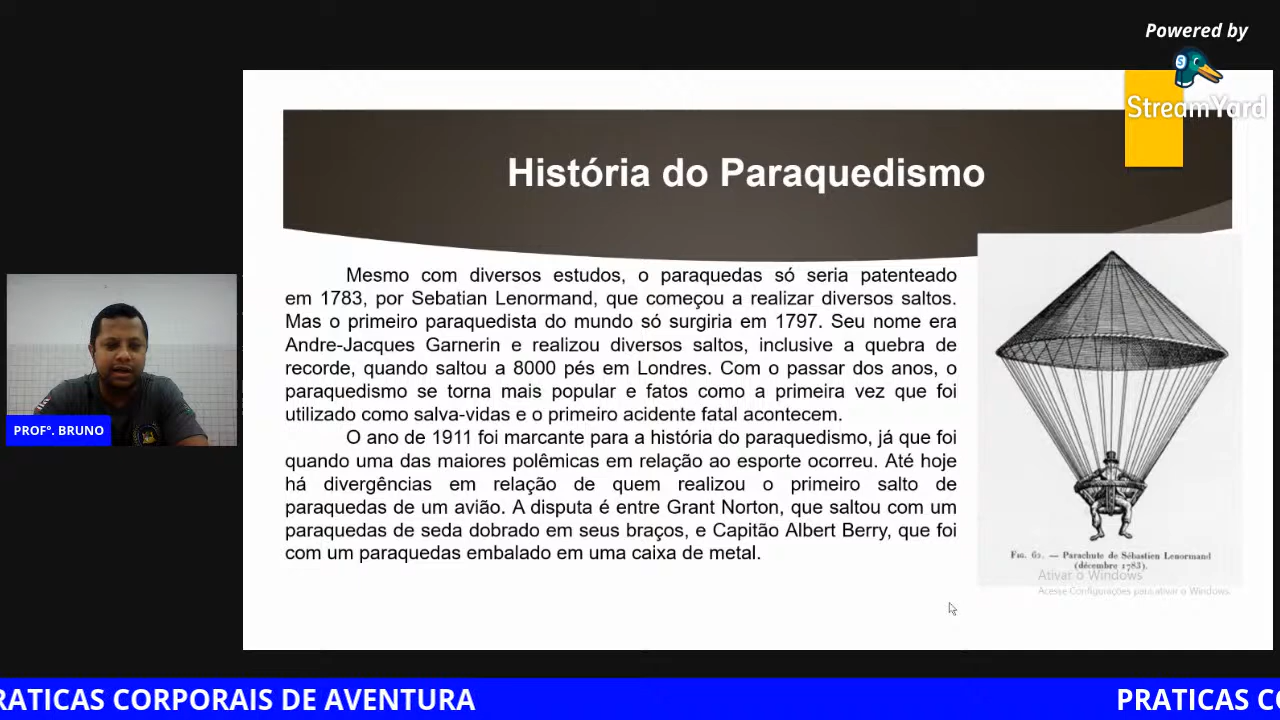 Powered by
StreamYard
História do Paraquedismo
Mesmo com diversos estudos, o paraquedas só seria patenteado
em 1783, por Sebatian Lenormand, que começou a realizar diversos saltos.
Mas o primeiro paraquedista do mundo só surgiria em 1797. Seu nome era
Andre-Jacques Garnerin e realizou diversos saltos, inclusive a quebra de
recorde, quando saltou a 8000 pés em Londres. Com o passar dos anos, o
paraquedismo se torna mais popular e fatos como a primeira vez que foi
utilizado como salva-vidas e o primeiro acidente fatal acontecem.
O ano de 1911 foi marcante para a história do paraquedismo, já que foi
quando uma das maiores polêmicas em relação ao esporte ocorreu. Até hoje
há divergências em relação de quem realizou o primeiro salto de
paraquedas de um avião. A disputa é entre Grant Norton, que saltou com um
paraquedas de seda dobrado em seus braços, e Capitão Albert Berry, que foi
com um paraquedas embalado em uma caixa de metal.
Fig. 62. — Parachute de Sébastien Lenormand
(décembre 1783).
Ativar o Windows
Acesse Configurações para ativar o Windows.
PROFº. BRUNO
RATICAS CORPORAIS DE AVENTURA
PRATICAS CO